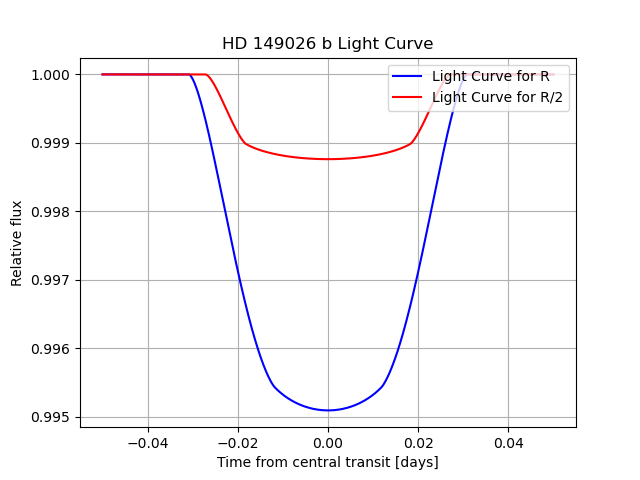 HD 149026 b Light Curve
Light Curve for R
Light Curve for R/2
1.000
0.999
0.998
0.997
0.996
0.995
Relative flux
−0.04
−0.02
0.00
0.02
0.04
Time from central transit [days]